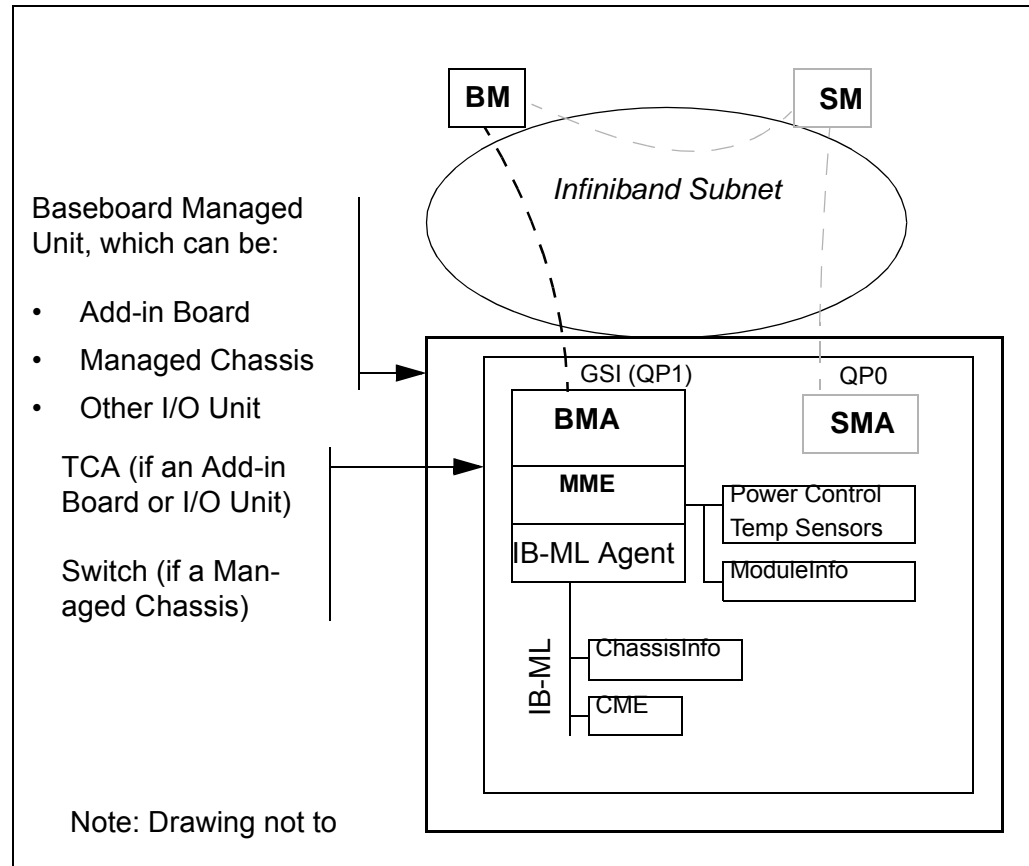 BM
SM
Infiniband Subnet
Baseboard Managed
Unit, which can be:
• Add-in Board
• Managed Chassis
• Other I/O Unit
TCA (if an Add-in
Board or I/O Unit)
Switch (if a Man-
aged Chassis)
GSI (QP1)
QP0
BMA
SMA
MME
IB-ML Agent
Power Control
Temp Sensors
ModuleInfo
IB-ML
ChassisInfo
CME
Note: Drawing not to